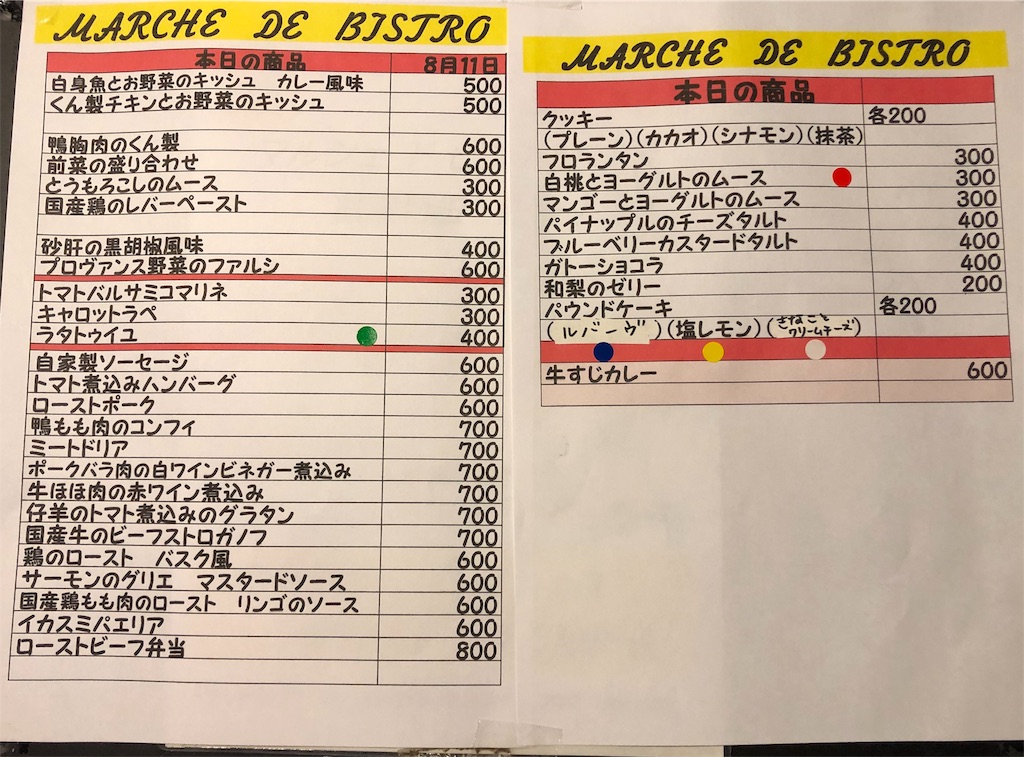 MARCHE DE BISTRO
本日の商品 8月11日
白身魚とお野菜のキッシュ カレー風味 500
くん製チキンとお野菜のキッシュ 500
鴨胸肉のくん製 600
前菜の盛り合わせ 600
とうもろこしのムース 300
国産鶏のレバーペースト 300
砂肝の黒胡椒風味 400
プロヴァンス野菜のファルシ 600
トマトバルサミコマリネ 300
キャロットラペ 300
ラタトゥイユ 400
自家製ソーセージ 600
トマト煮込みハンバーグ 600
ローストポーク 600
鴨もも肉のコンフィ 700
ミートドリア 700
ポークバラ肉の白ワインビネガー煮込み 700
牛ほほ肉の赤ワイン煮込み 700
仔羊のトマト煮込みのグラタン 700
国産牛のビーフストロガノフ 700
鶏のロースト バスク風 600
サーモンのグリエ マスタードソース 600
国産鶏もも肉のロースト リンゴのソース 600
イカスミパエリア 600
ローストビーフ弁当 800
MARCHE DE BISTRO
本日の商品
クッキー 各200
(プレーン)(カカオ)(シナモン)(抹茶)
フロランタン 300
白桃とヨーグルトのムース 300
マンゴーとヨーグルトのムース 300
パイナップルのチーズタルト 400
ブルーベリーカスタードタルト 400
ガトーショコラ 400
和梨のゼリー 200
パウンドケーキ 各200
(ルバーヴ)(塩レモン)(きなことクリームチーズ)
牛すじカレー 600